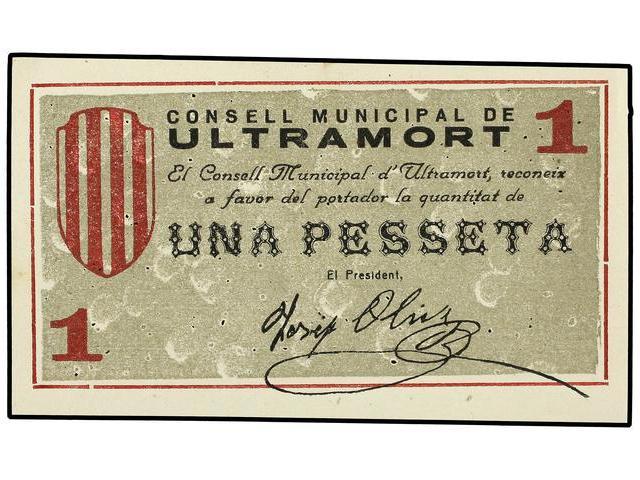 CONSELL MUNICIPAL DE
ULTRAMORT
1
El Consell Municipal d'Ultramort, reconeix
a favor del portador la quantitat de
UNA PESSETA
El President,
Josep
1